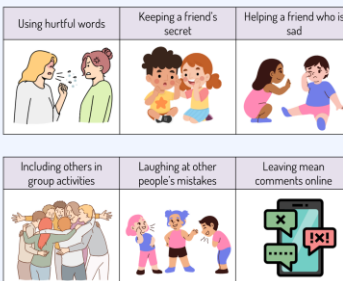 Using hurtful words
Keeping a friend's
secret
Helping a friend who is
sad
Including others in
group activities
Laughing at other
people's mistakes
Leaving mean
comments online